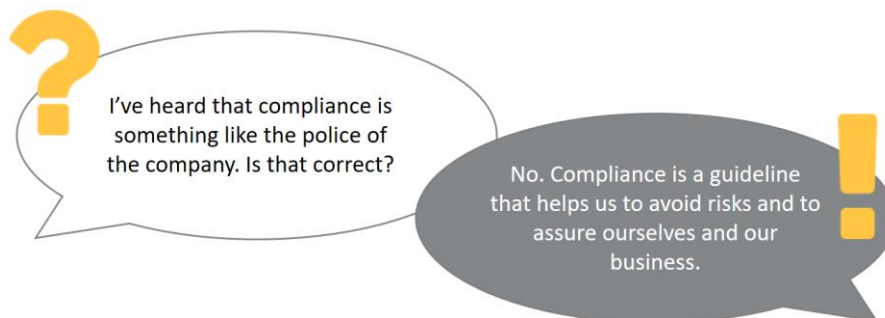 ?
I’ve heard that compliance is
something like the police of
the company. Is that correct?
!
No. Compliance is a guideline
that helps us to avoid risks and to
assure ourselves and our
business.